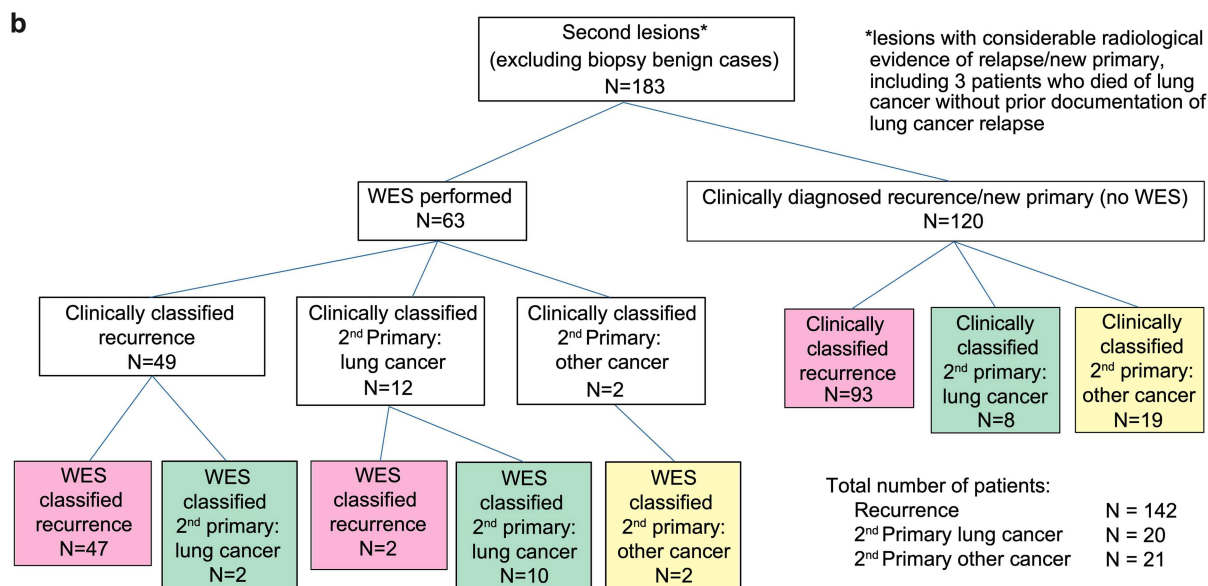 b
Second lesions*
(excluding biopsy benign cases)
N=183
*lesions with considerable radiological
evidence of relapse/new primary,
including 3 patients who died of lung
cancer without prior documentation of
lung cancer relapse
WES performed
N=63
Clinically diagnosed recurence/new primary (no WES)
N=120
Clinically classified
recurrence
N=49
Clinically classified
2nd Primary:
lung cancer
N=12
Clinically classified
2nd Primary:
other cancer
N=2
Clinically
classified
recurrence
N=93
Clinically
classified
2nd primary:
lung cancer
N=8
Clinically
classified
2nd primary:
other cancer
N=19
WES
classified
recurrence
N=47
WES
classified
2nd primary:
lung cancer
N=2
WES
classified
recurrence
N=2
WES
classified
2nd primary:
lung cancer
N=10
WES
classified
2nd primary:
other cancer
N=2
Total number of patients:
Recurrence N = 142
2nd Primary lung cancer N = 20
2nd Primary other cancer N = 21